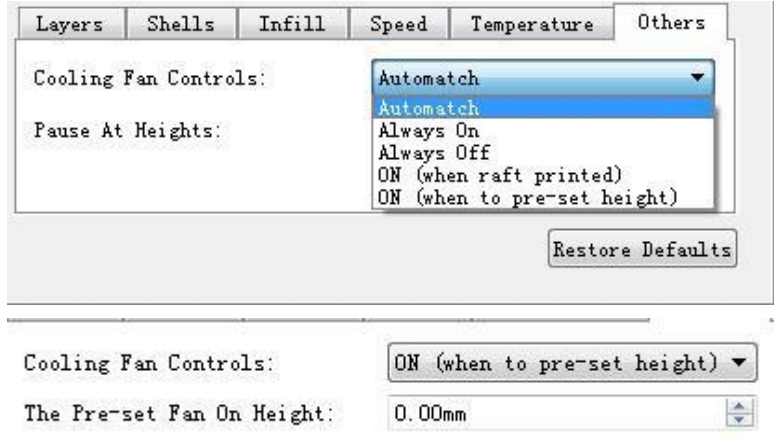 Layers Shells Infill Speed Temperature Others
Cooling Fan Controls: Automatch
Automatch
Pause At Heights: Always On
Always Off
ON (when raft printed)
ON (when to pre-set height)
Restore Defaults
Cooling Fan Controls: ON (when to pre-set height)
The Pre-set Fan On Height: 0.00mm